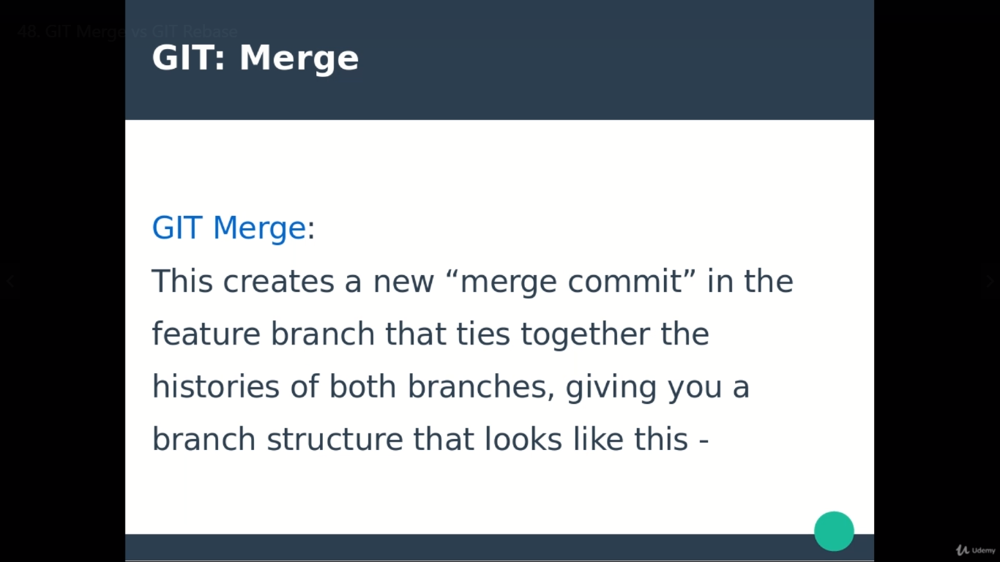 48. GIT Merge vs GIT Rebase
GIT: Merge
GIT Merge:
This creates a new “merge commit” in the
feature branch that ties together the
histories of both branches, giving you a
branch structure that looks like this -
Udemy